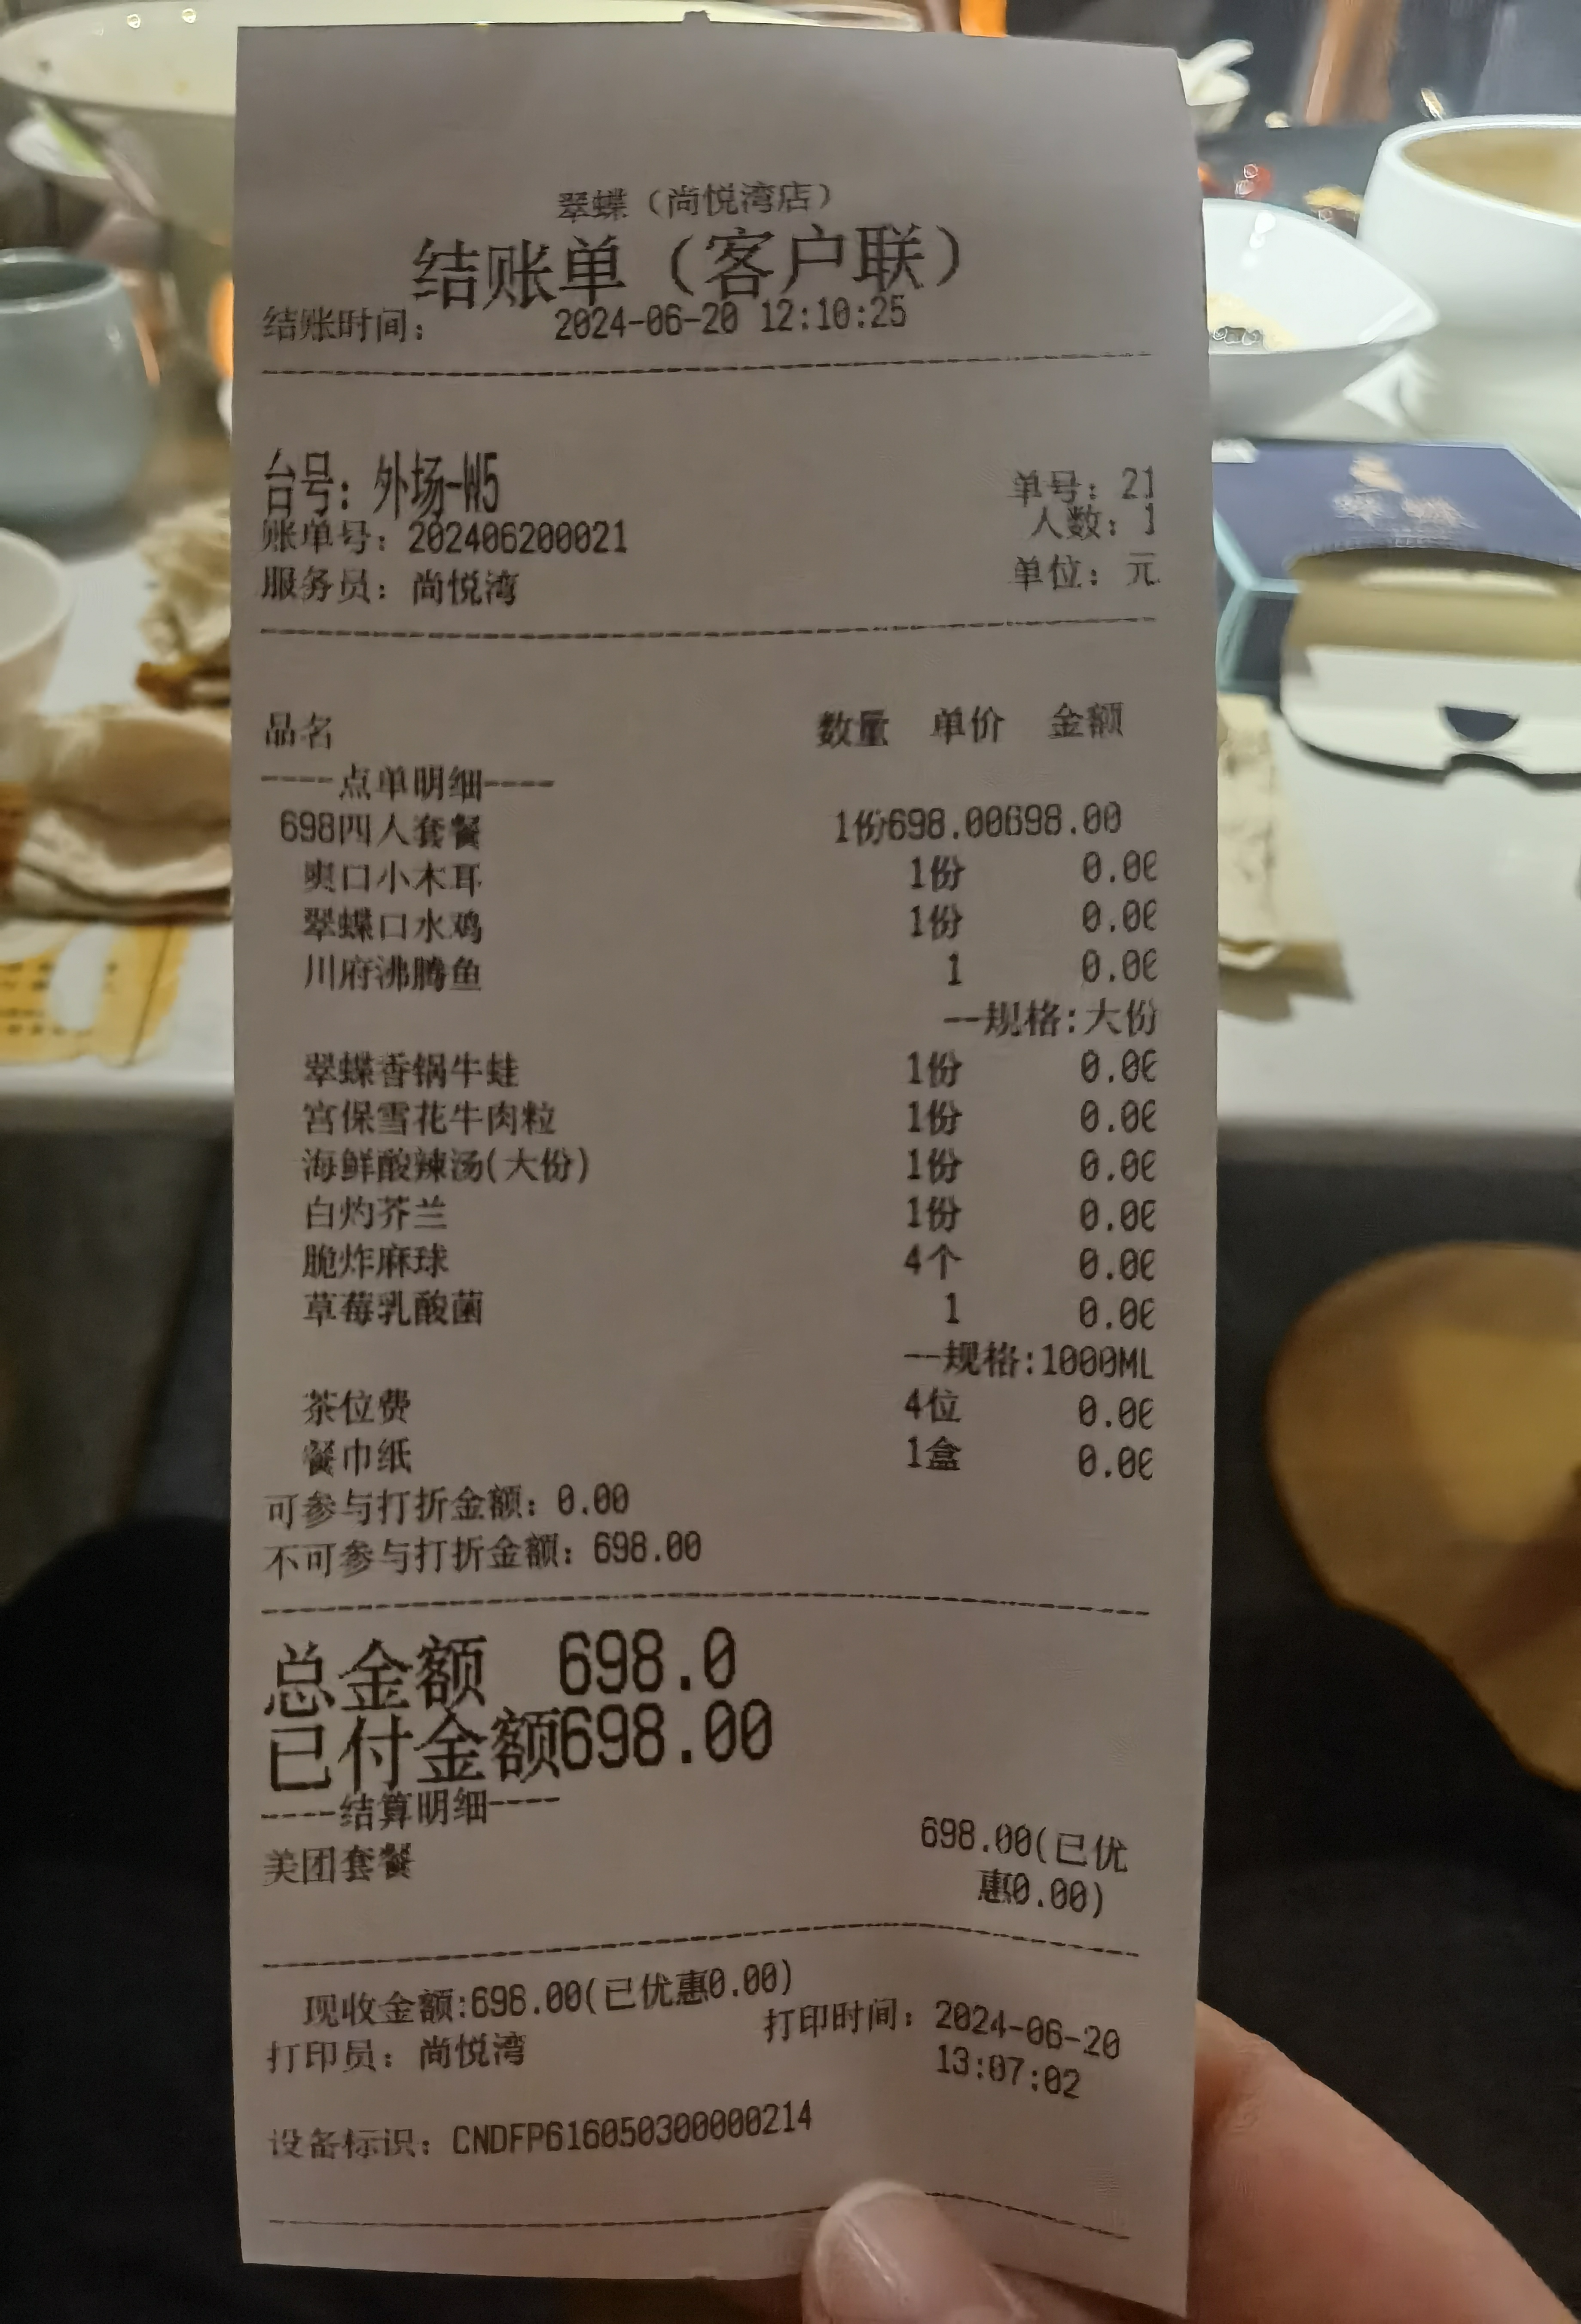 翠蝶（尚悦湾店）
结账单（客户联）
结账时间： 2024-06-20 12:10:25
台号：外场-W5 单号：21
人数：1
账单号：202406200021
服务员：尚悦湾 单位：元
品名 数量 单价 金额
----点单明细----
698四人套餐 1份698.00698.00
爽口小木耳 1份 0.00
翠蝶口水鸡 1份 0.00
川府沸腾鱼 1 0.00
--规格:大份
翠蝶香锅牛蛙 1份 0.00
宫保雪花牛肉粒 1份 0.00
海鲜酸辣汤(大份) 1份 0.00
白灼芥兰 1份 0.00
脆炸麻球 4个 0.00
草莓乳酸菌 1 0.00
--规格:1000ML
茶位费 4位 0.00
餐巾纸 1盒 0.00
可参与打折金额：0.00
不可参与打折金额：698.00
总金额 698.0
已付金额698.00
----结算明细----
美团套餐 698.00(已优
惠0.00)
现收金额:698.00(已优惠0.00)
打印员：尚悦湾 打印时间：2024-06-20
13:07:02
设备标识：CNDFP616050300000214
翠蝶